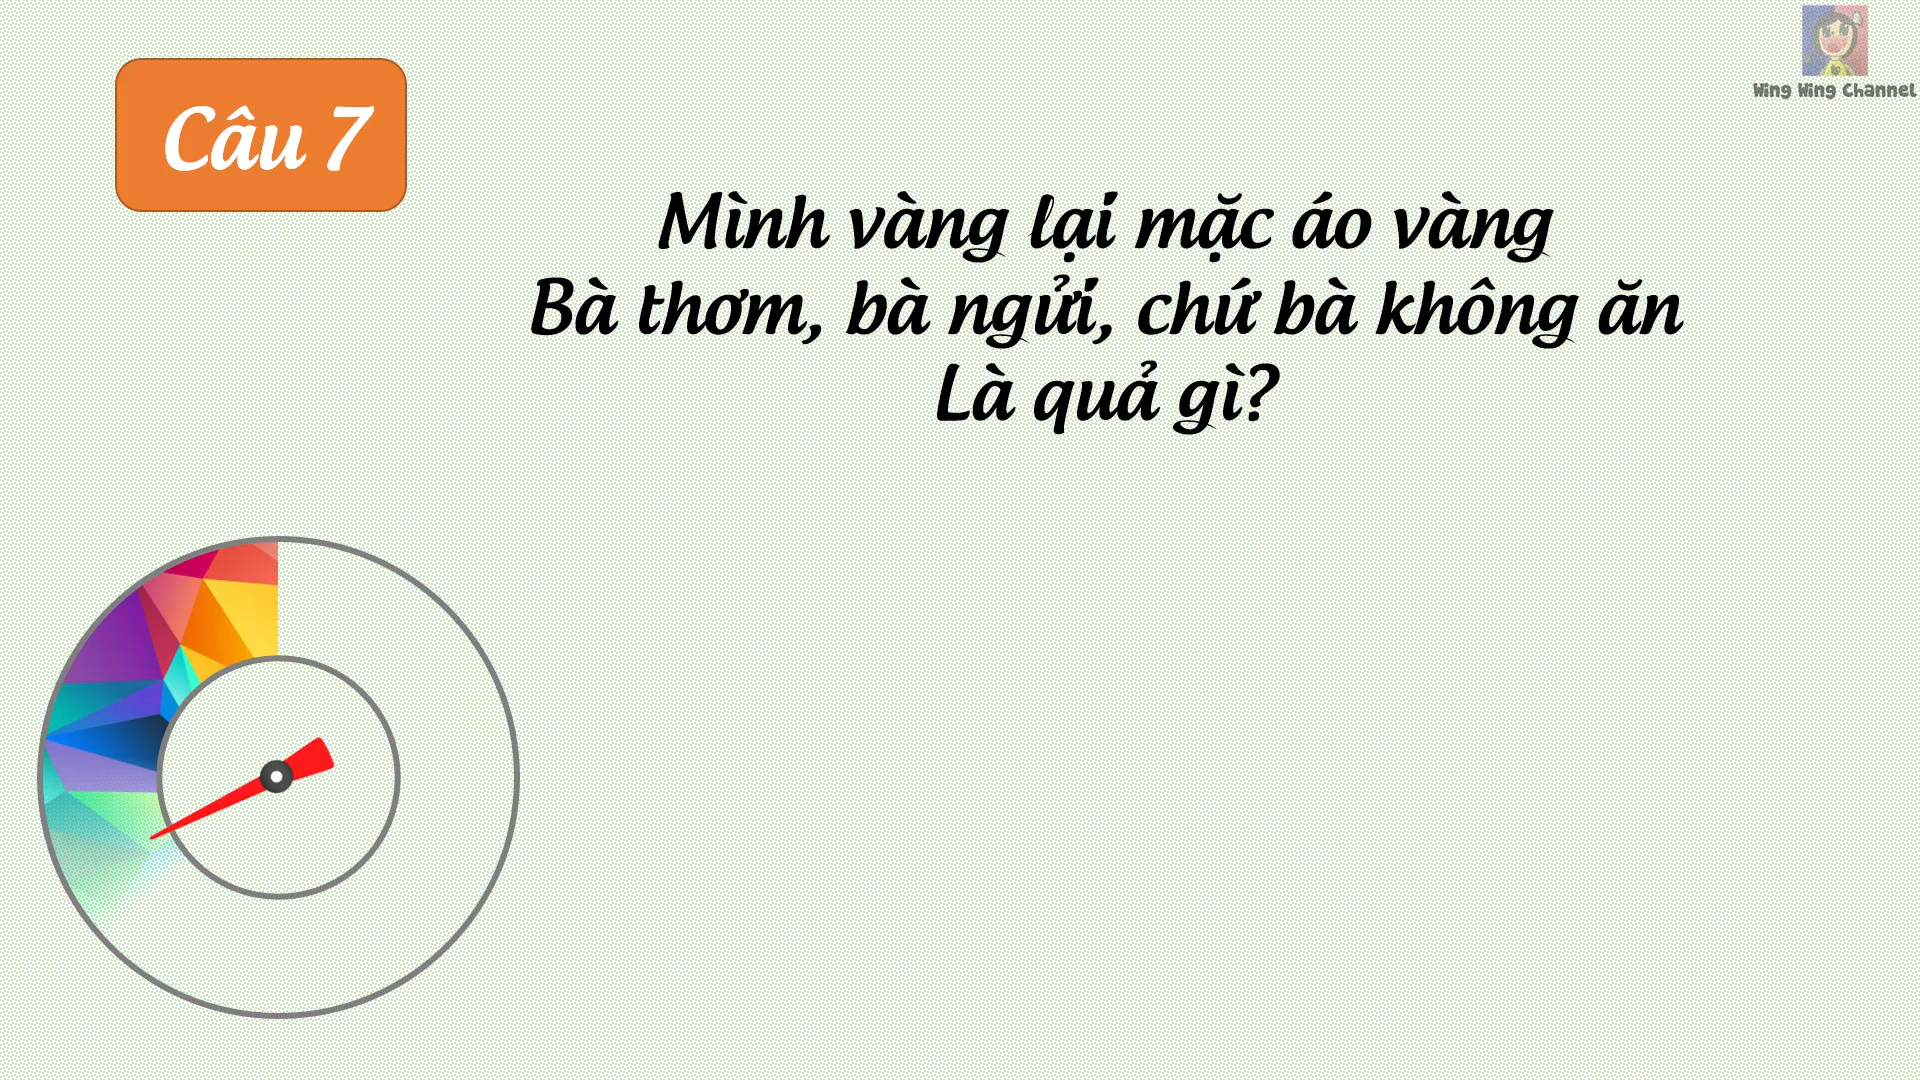 Wing Wing Channel
Câu 7
Mình vàng lại mặc áo vàng
Bà thơm, bà ngửi, chứ bà không ăn
Là quả gì?